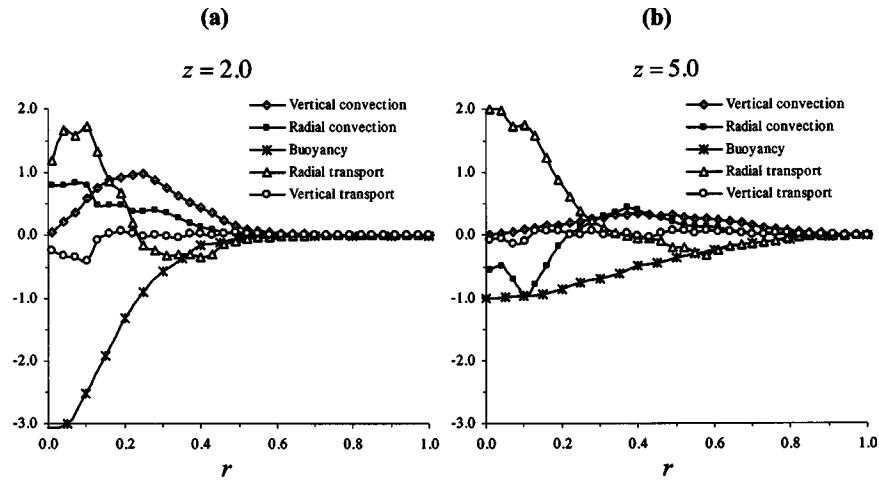 (a)
z = 2.0
2.0
1.0
0.0
-1.0
-2.0
-3.0
Vertical convection
Radial convection
Buoyancy
Radial transport
Vertical transport
0.0 0.2 0.4 0.6 0.8 1.0
r
(b)
z = 5.0
2.0
1.0
0.0
-1.0
-2.0
-3.0
Vertical convection
Radial convection
Buoyancy
Radial transport
Vertical transport
0.0 0.2 0.4 0.6 0.8 1.0
r